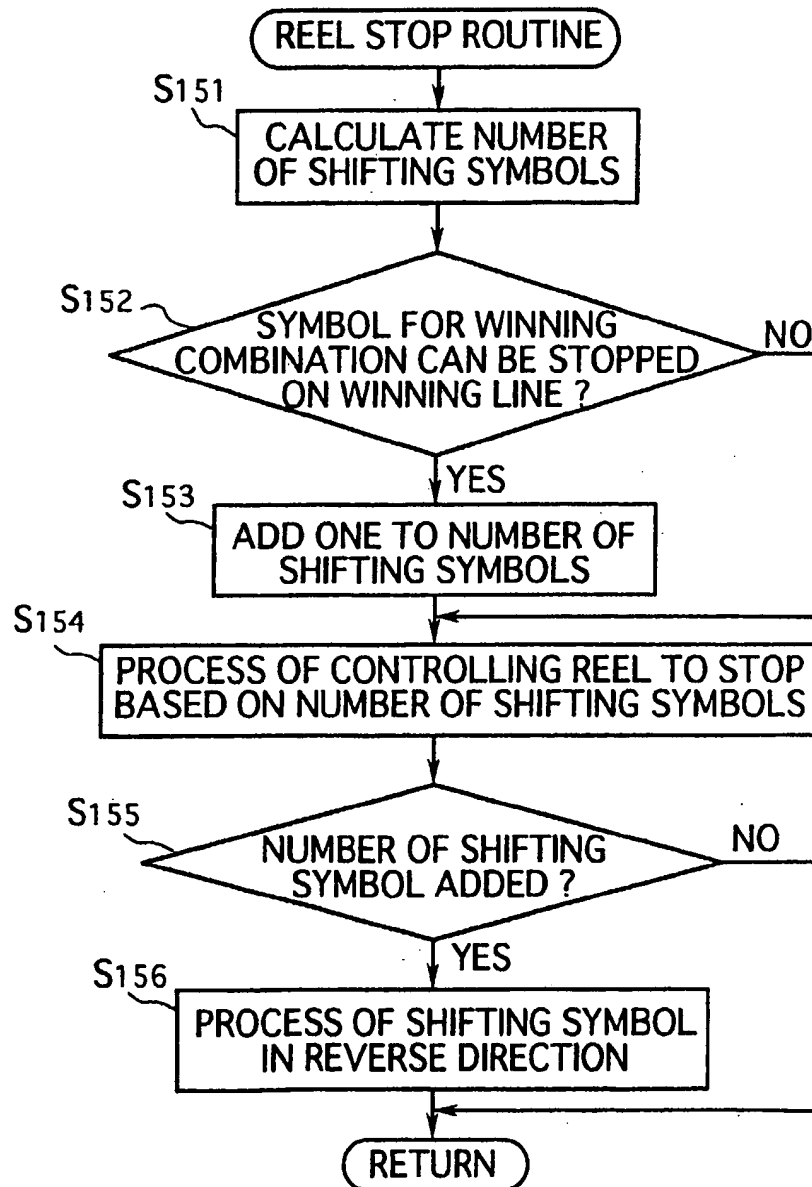 REEL STOP ROUTINE
S151
CALCULATE NUMBER
OF SHIFTING SYMBOLS
S152
SYMBOL FOR WINNING
COMBINATION CAN BE STOPPED
ON WINNING LINE ?
NO
YES
S153
ADD ONE TO NUMBER OF
SHIFTING SYMBOLS
S154
PROCESS OF CONTROLLING REEL TO STOP
BASED ON NUMBER OF SHIFTING SYMBOLS
S155
NUMBER OF SHIFTING
SYMBOL ADDED ?
NO
YES
S156
PROCESS OF SHIFTING SYMBOL
IN REVERSE DIRECTION
RETURN